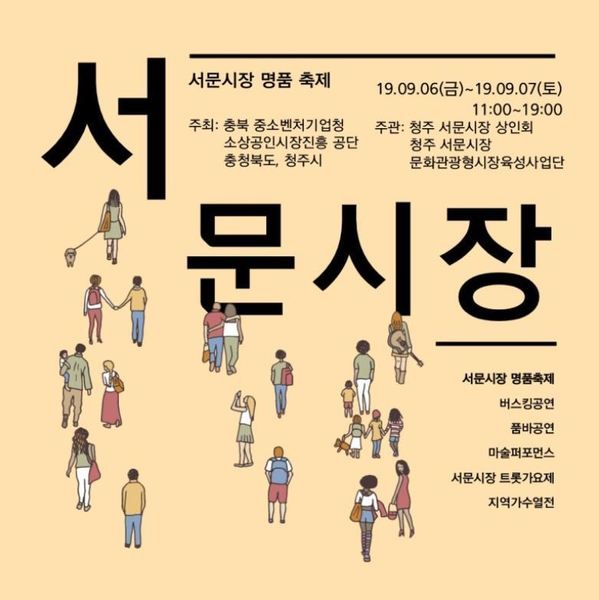 서
문시장
서문시장 명품 축제
19.09.06(금)~19.09.07(토)
11:00~19:00
주최: 충북 중소벤처기업청
소상공인시장진흥 공단
충청북도, 청주시
주관: 청주 서문시장 상인회
청주 서문시장
문화관광형시장육성사업단
서문시장 명품축제
버스킹공연
품바공연
마술퍼포먼스
서문시장 트롯가요제
지역가수열전